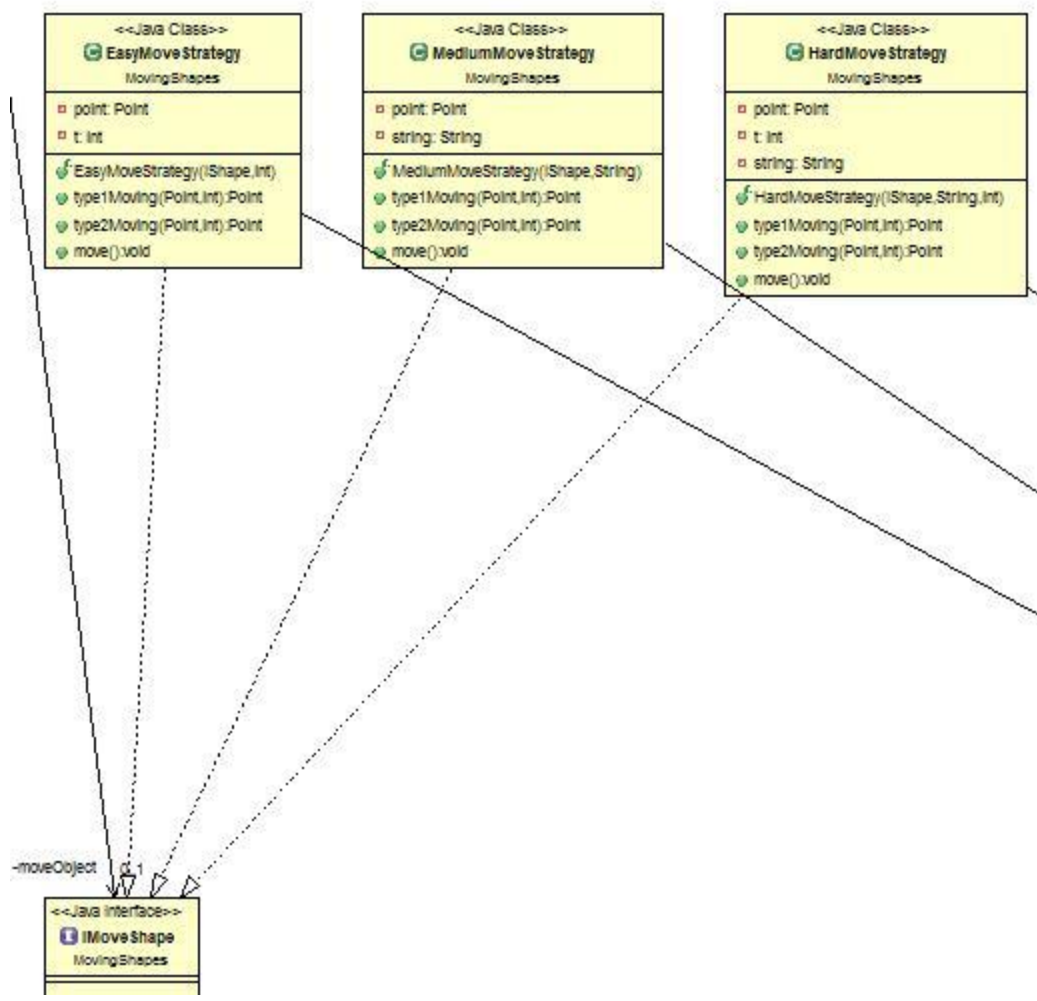 <<Java Class>>
EasyMoveStrategy
MovingShapes
point: Point
t: int
EasyMoveStrategy(IShape,int)
type1Moving(Point,int):Point
type2Moving(Point,int):Point
move():void
<<Java Class>>
MediumMoveStrategy
MovingShapes
point: Point
string: String
MediumMoveStrategy(IShape,String)
type1Moving(Point,int):Point
type2Moving(Point,int):Point
move():void
<<Java Class>>
HardMoveStrategy
MovingShapes
point: Point
t: int
string: String
HardMoveStrategy(IShape,String,int)
type1Moving(Point,int):Point
type2Moving(Point,int):Point
move():void
-moveObject 0..1
<<Java Interface>>
IMoveShape
MovingShapes